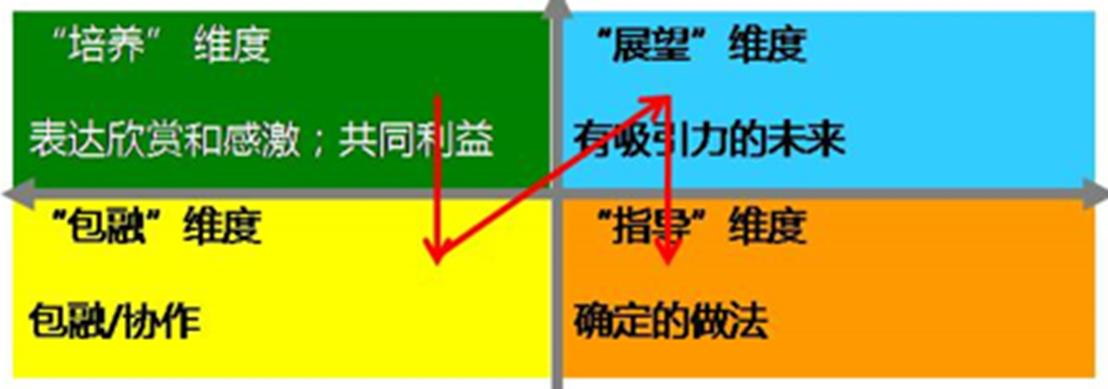 “培养” 维度
表达欣赏和感激；共同利益
“展望” 维度
有吸引力的未来
“包融” 维度
包融/协作
“指导” 维度
确定的做法